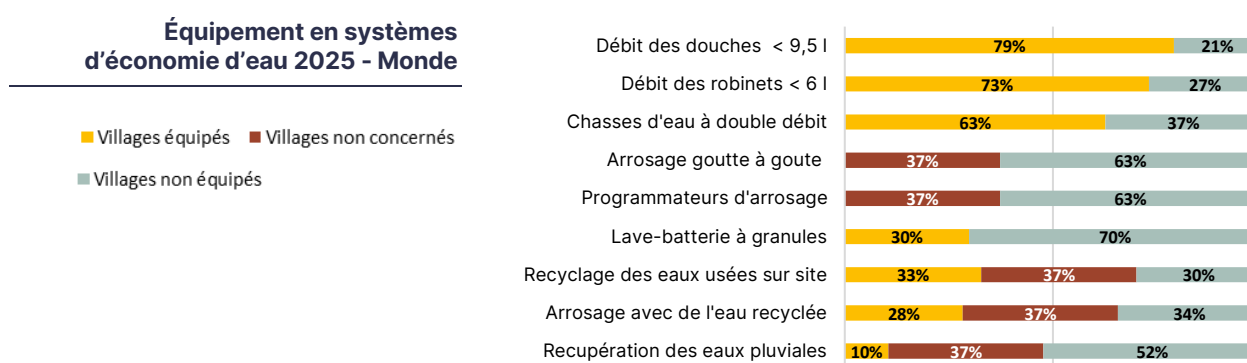 Équipement en systèmes
d'économie d'eau 2025 - Monde
Villages équipés Villages non concernés
Villages non équipés
Débit des douches < 9,5 l 79% 21%
Débit des robinets < 6 l 73% 27%
Chasses d'eau à double débit 63% 37%
Arrosage goutte à goute 37% 63%
Programmateurs d'arrosage 37% 63%
Lave-batterie à granules 30% 70%
Recyclage des eaux usées sur site 33% 37% 30%
Arrosage avec de l'eau recyclée 28% 37% 34%
Recupération des eaux pluviales 10% 37% 52%